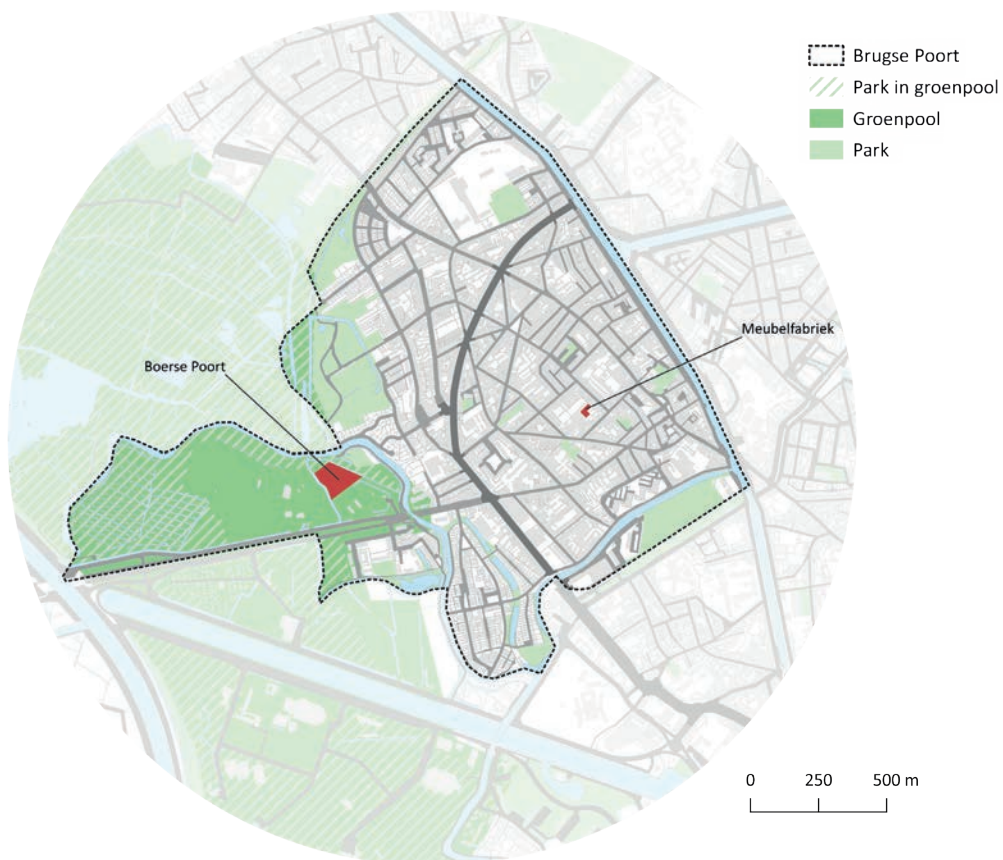 Brugse Poort
Park in groenpool
Groenpool
Park
Meubelfabriek
Boerse Poort
0 250 500 m